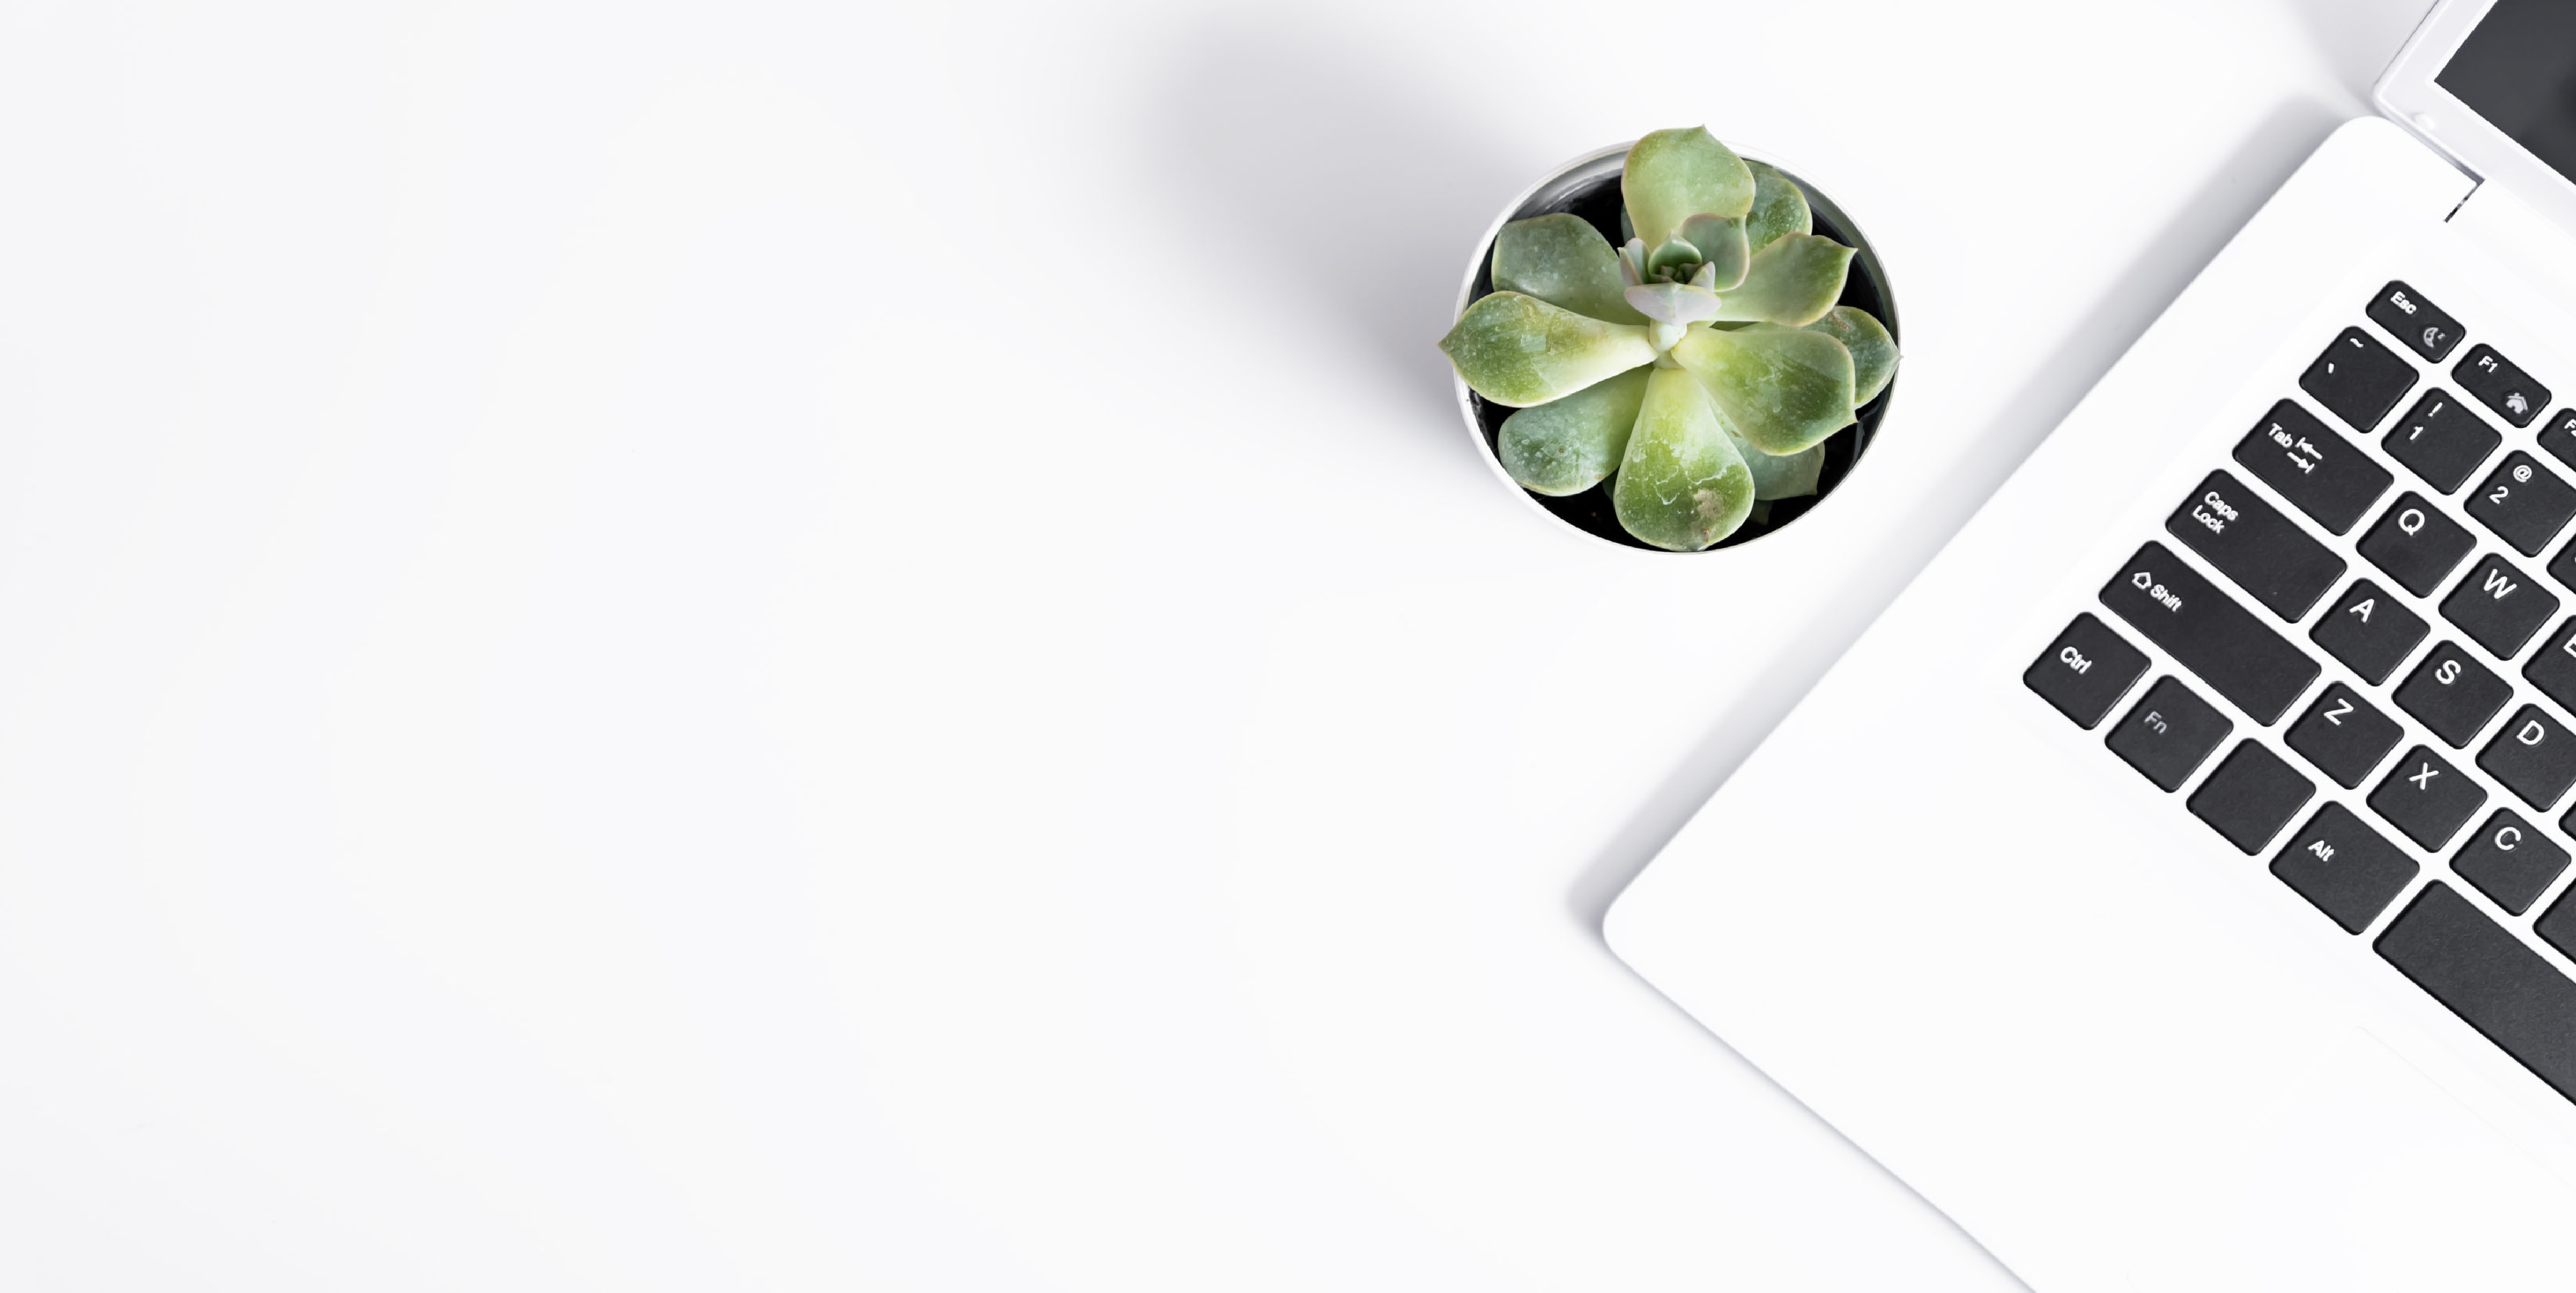 Esc
F1
~
`
!
1
@
2
Tab
Q
W
Caps
Lock
A
S
D
Shift
Z
X
C
Ctrl
Fn
Alt